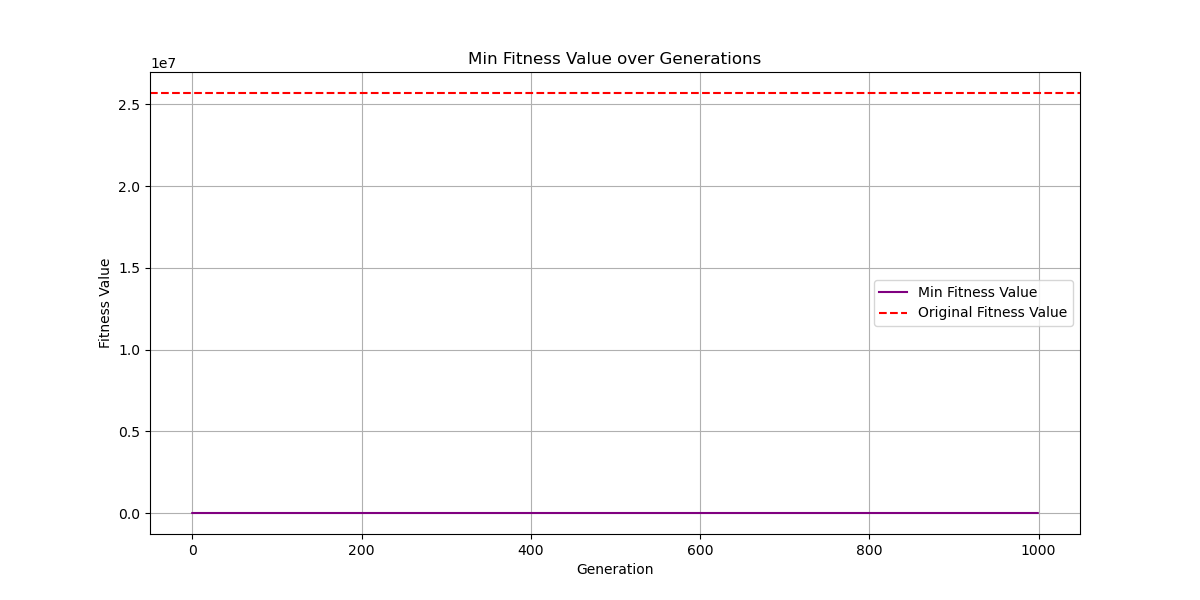 Min Fitness Value over Generations
1e7
2.5
2.0
1.5
1.0
0.5
0.0
Fitness Value
Min Fitness Value
Original Fitness Value
0 200 400 600 800 1000
Generation